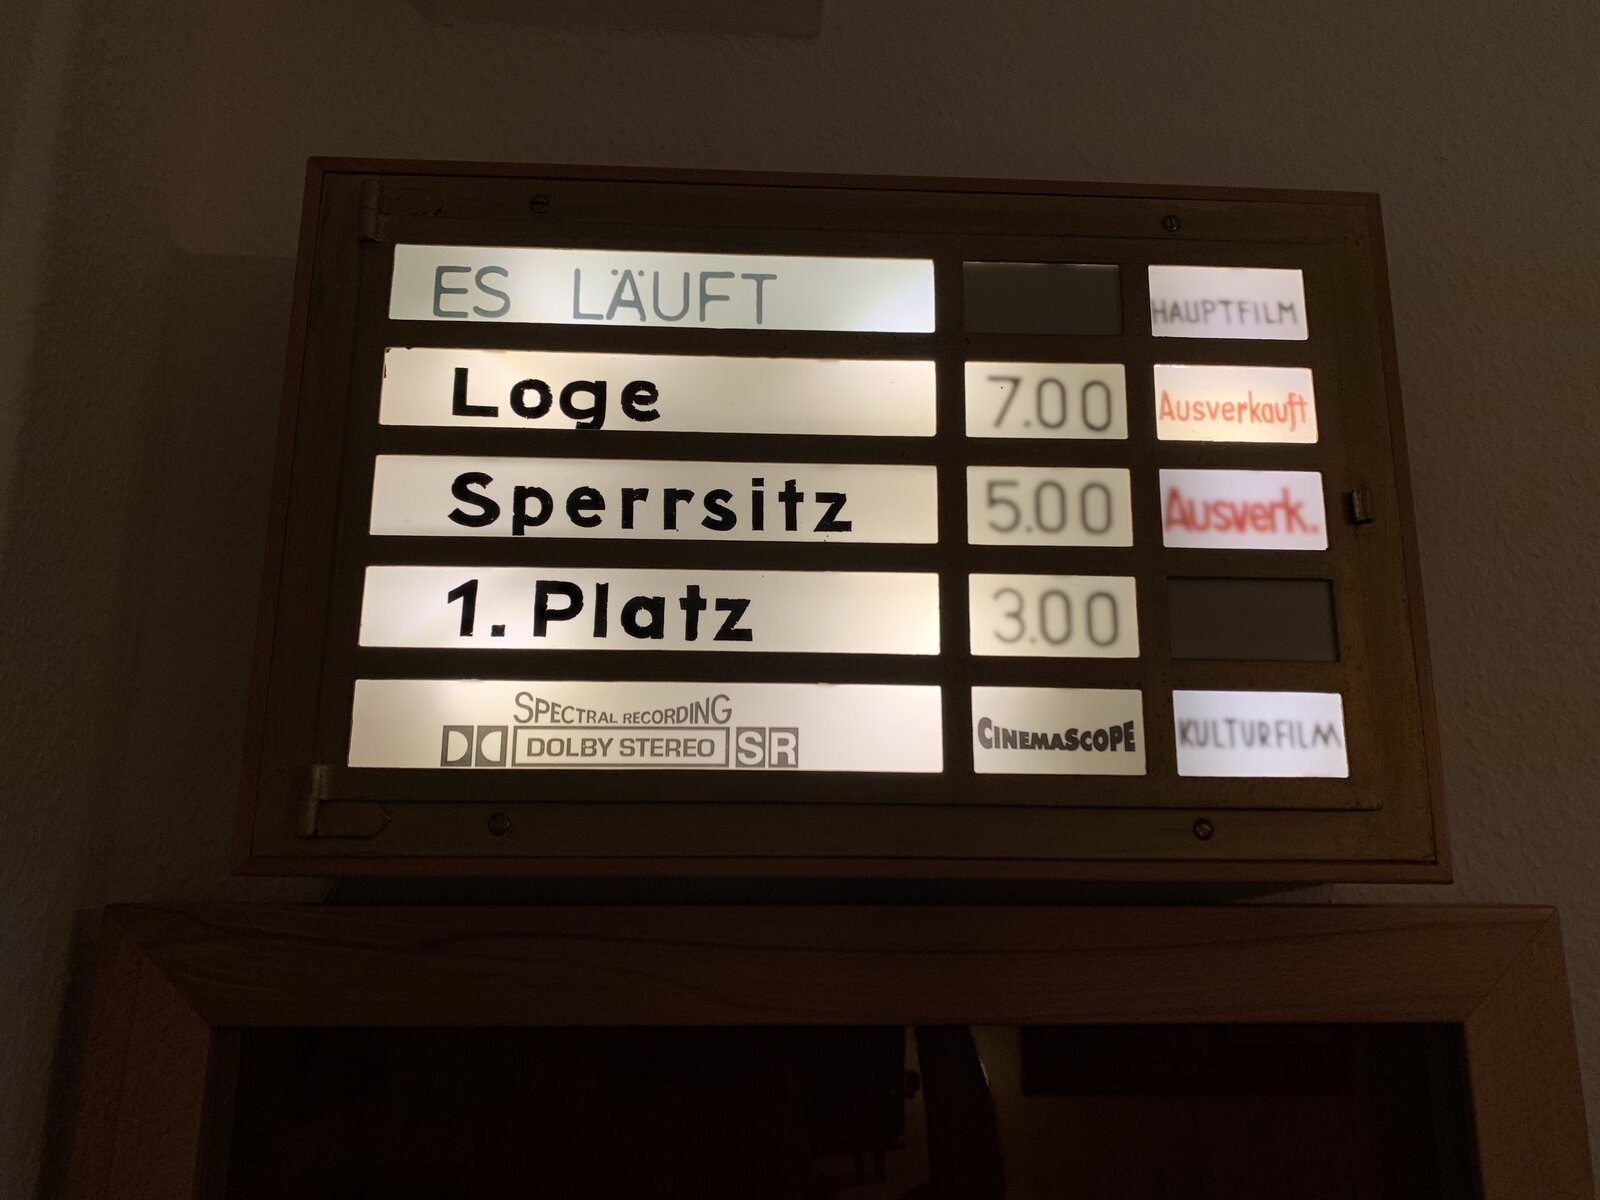 ES LÄUFT HAUPTFILM
Loge 7.00 Ausverkauft
Sperrsitz 5.00 Ausverk.
1. Platz 3.00
SPECTRAL RECORDING
DOLBY STEREO SR CINEMASCOPE KULTURFILM